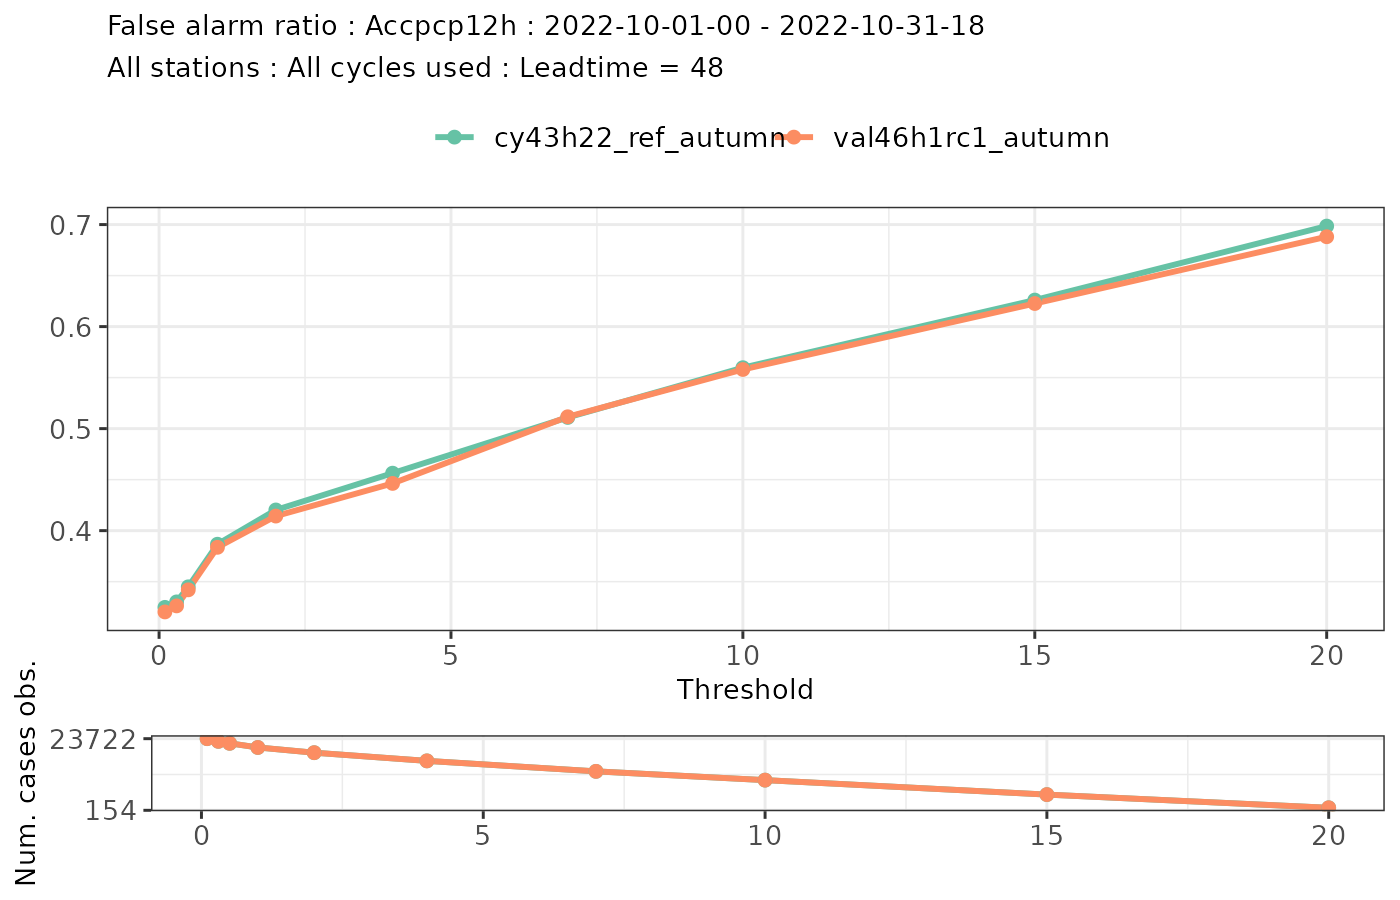 False alarm ratio : Accpcp12h : 2022-10-01-00 - 2022-10-31-18
All stations : All cycles used : Leadtime = 48
cy43h22_ref_autumn val46h1rc1_autumn
0.7
0.6
0.5
0.4
0 5 10 15 20
Threshold
Num. cases obs.
23722
154
0 5 10 15 20